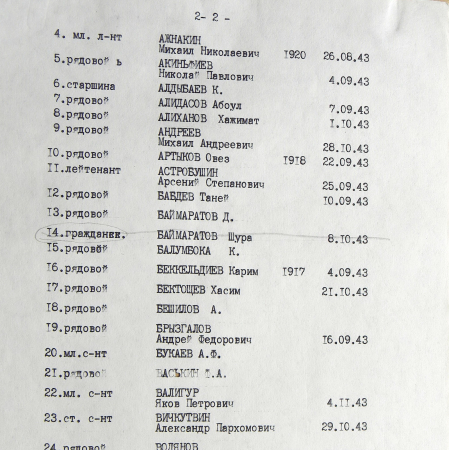 2- 2 -
4. мл. л-нт АЖНАКИН
Михаил Николаевич 1920 26.08.43
5.рядовой ь АКИНЬШИЕВ
Николай Павлович 4.09.43
6.старшина АЛДЫБАЕВ К.
7.рядовой АЛИДАСОВ Абоул 7.09.43
8.рядовой АЛИХАНОВ Хажимат 1.10.43
9.рядовой АНДРЕЕВ
Михаил Андреевич 28.10.43
10.рядовой АРТЫКОВ Овез 1918 22.09.43
11.лейтенант АСТРОБУШИН
Арсений Степанович 25.09.43
12.рядовой БАБДЕВ Таней 10.09.43
13.рядовой БАЙМАРАТОВ Д.
14.гражданик. БАЙМАРАТОВ Шура 8.10.43
15.рядовой БАЛУМБОКА К.
16.рядовой БЕККЕЛЬДИЕВ Карим 1917 4.09.43
17.рядовой БЕКТОЩЕВ Хасим 21.10.43
18.рядовой БЕШИЛОВ А.
19.рядовой БРЫЗГАЛОВ
Андрей Федорович 16.09.43
20.мл.с-нт БУКАЕВ А.Ф.
21.рядовой ВАСЬКИН .А.
22.мл.с-нт ВАЛИГУР
Яков Петрович 4.11.43
23.ст. с-нт ВИЧКУТВИН
Александр Пархомович 29.10.43
24.рядовой ВОДЯНОВ